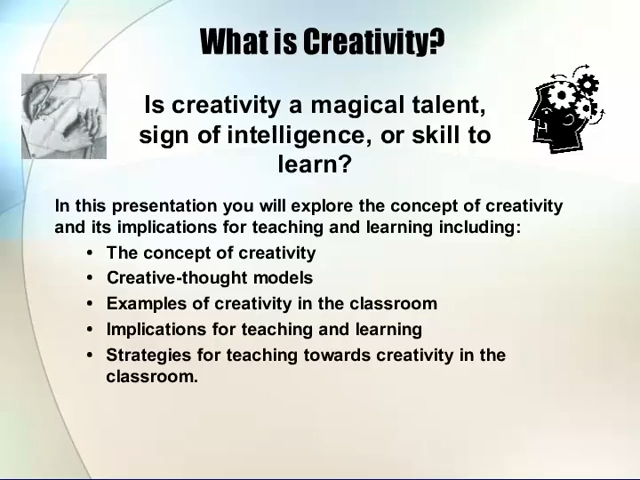 What is Creativity?
Is creativity a magical talent,
sign of intelligence, or skill to
learn?
In this presentation you will explore the concept of creativity
and its implications for teaching and learning including:
• The concept of creativity
• Creative-thought models
• Examples of creativity in the classroom
• Implications for teaching and learning
• Strategies for teaching towards creativity in the
classroom.